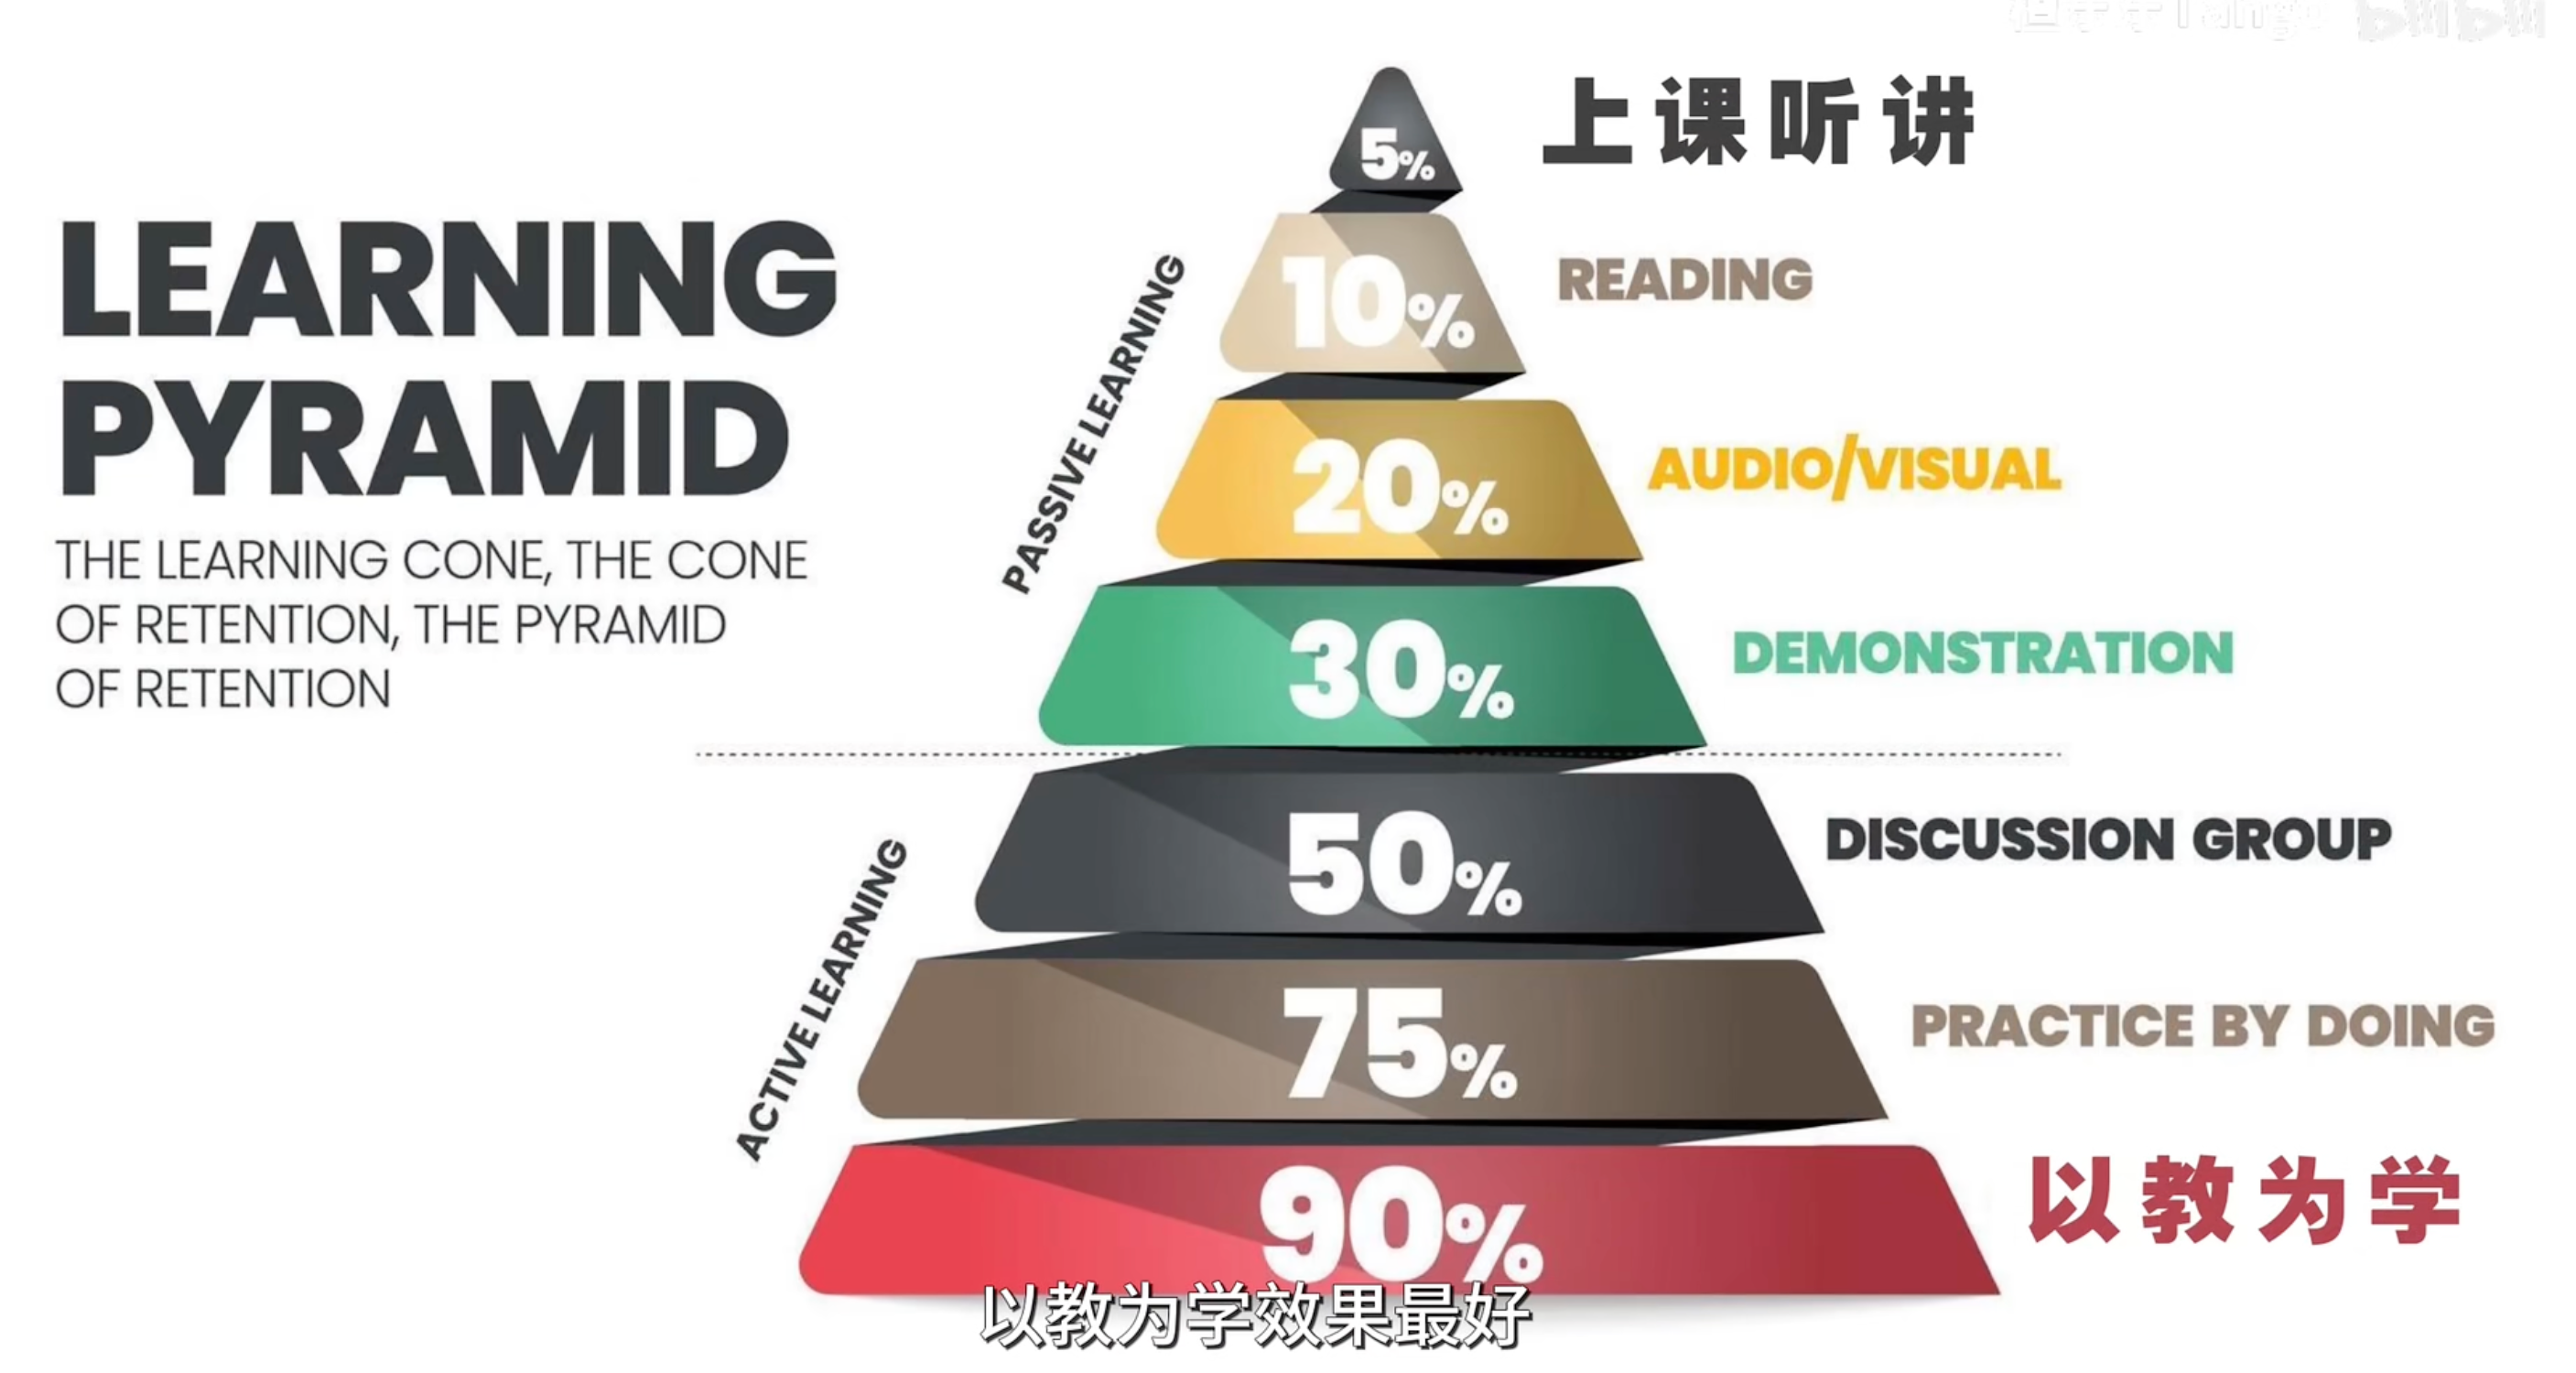 bilibili
上课听讲
5%
LEARNING
PYRAMID
THE LEARNING CONE, THE CONE
OF RETENTION, THE PYRAMID
OF RETENTION
PASSIVE LEARNING
10%
READING
20%
AUDIO/VISUAL
30%
DEMONSTRATION
ACTIVE LEARNING
50%
DISCUSSION GROUP
75%
PRACTICE BY DOING
90%
以教为学
以教为学效果最好